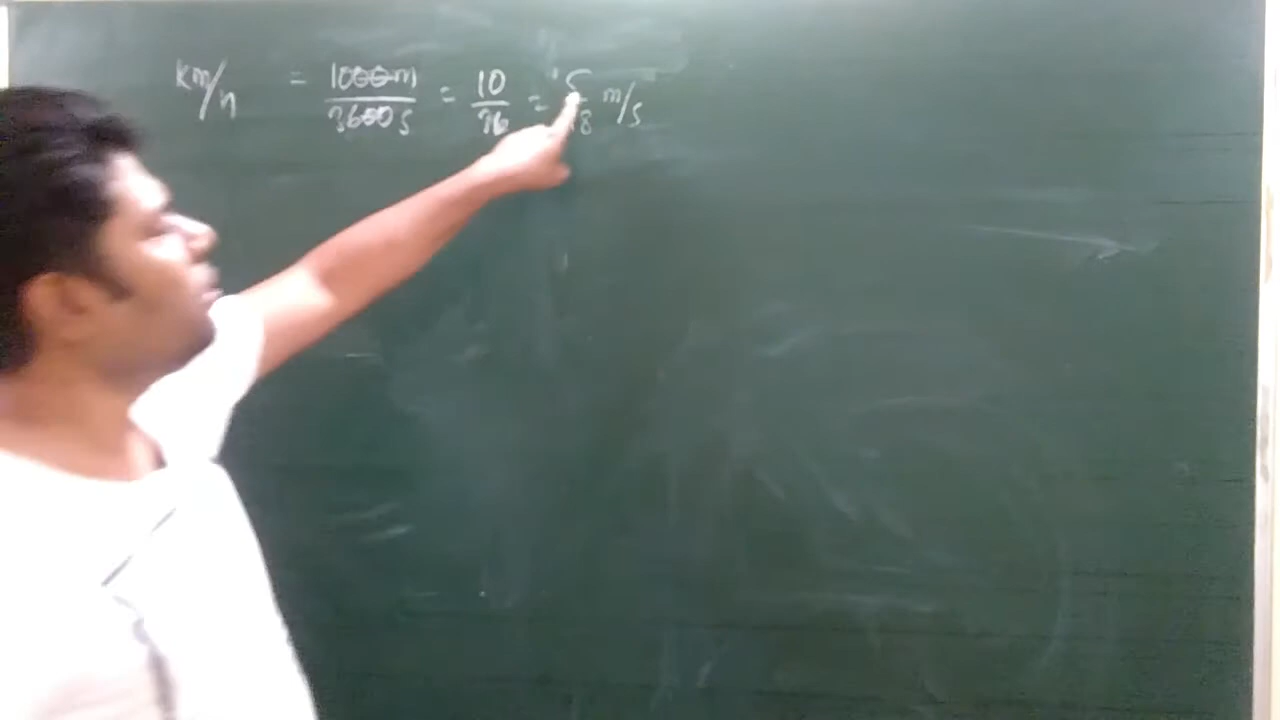 km/h = 1000m/3600s = 10/36 = 5/18 m/s